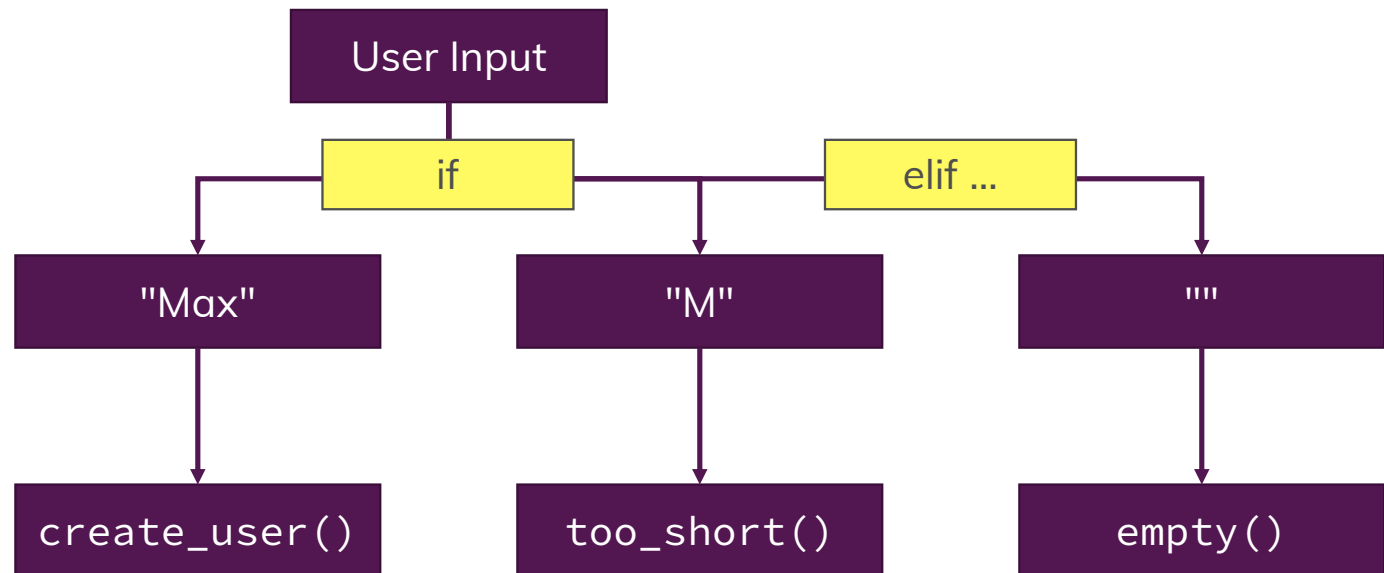 User Input
if
elif ...
"Max"
"M"
""
create_user()
too_short()
empty()